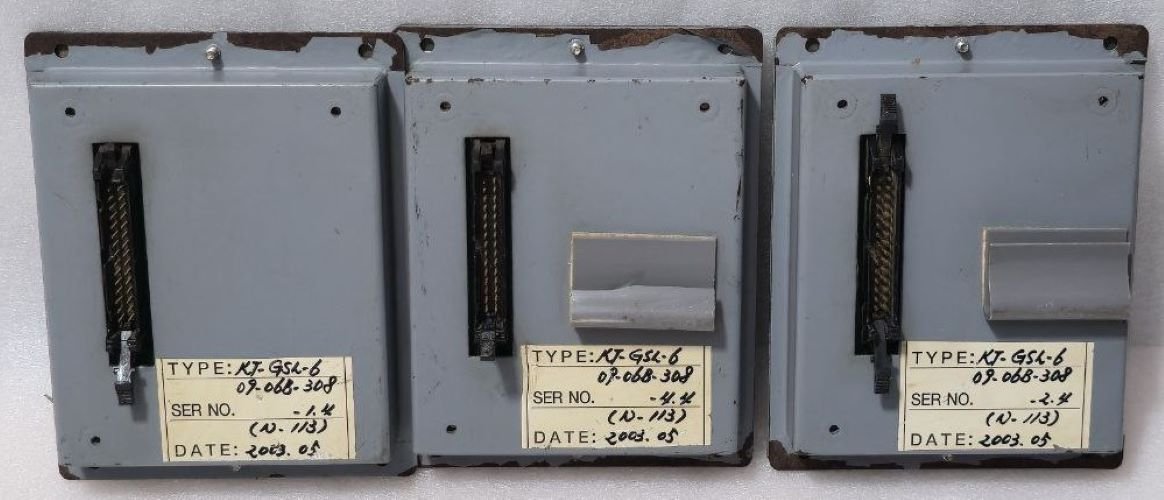 TYPE: KJ-GSL-6
09-068-308
SER NO. -1.4
(N-113)
DATE: 2003.05
TYPE: KJ-GSL-6
09-068-308
SER NO. -4.4
(N-113)
DATE: 2003.05
TYPE: KJ-GSL-6
09-068-308
SER NO. -2.4
(N-113)
DATE: 2003.05